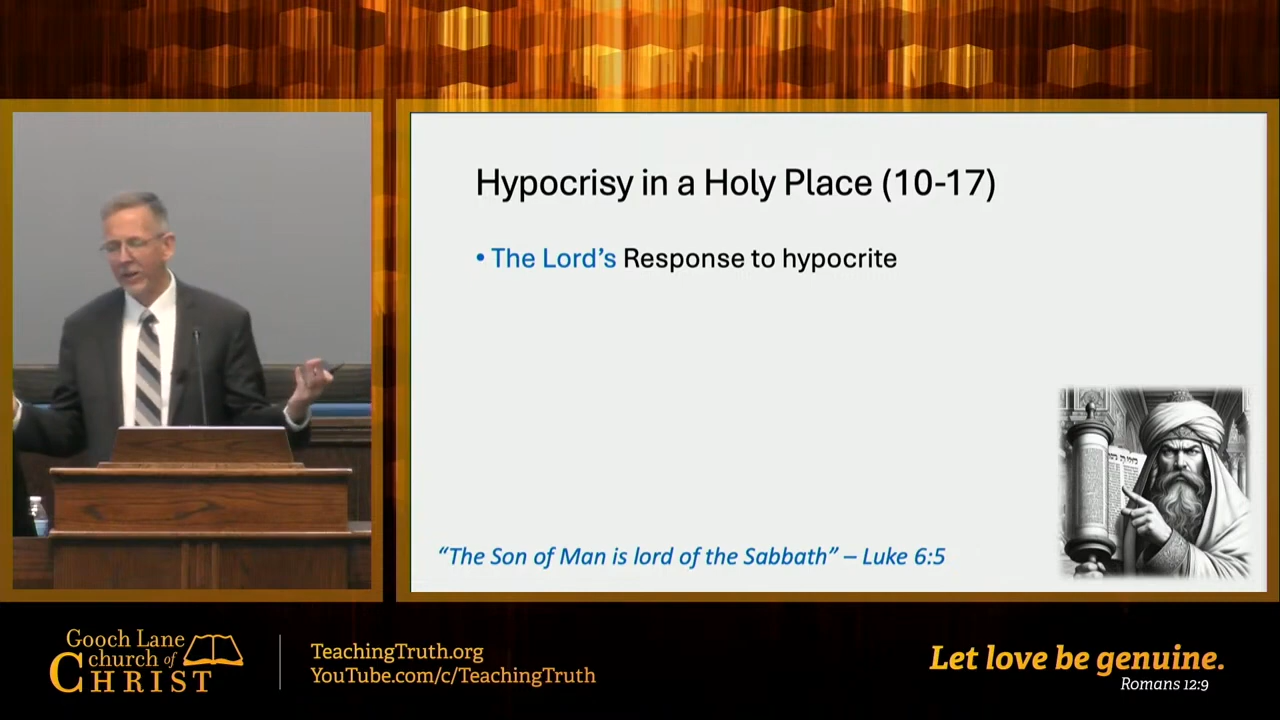 Hypocrisy in a Holy Place (10-17)
• The Lord’s Response to hypocrite
“The Son of Man is lord of the Sabbath” – Luke 6:5
Gooch Lane
church of
CHRIST
TeachingTruth.org
YouTube.com/c/TeachingTruth
Let love be genuine.
Romans 12:9